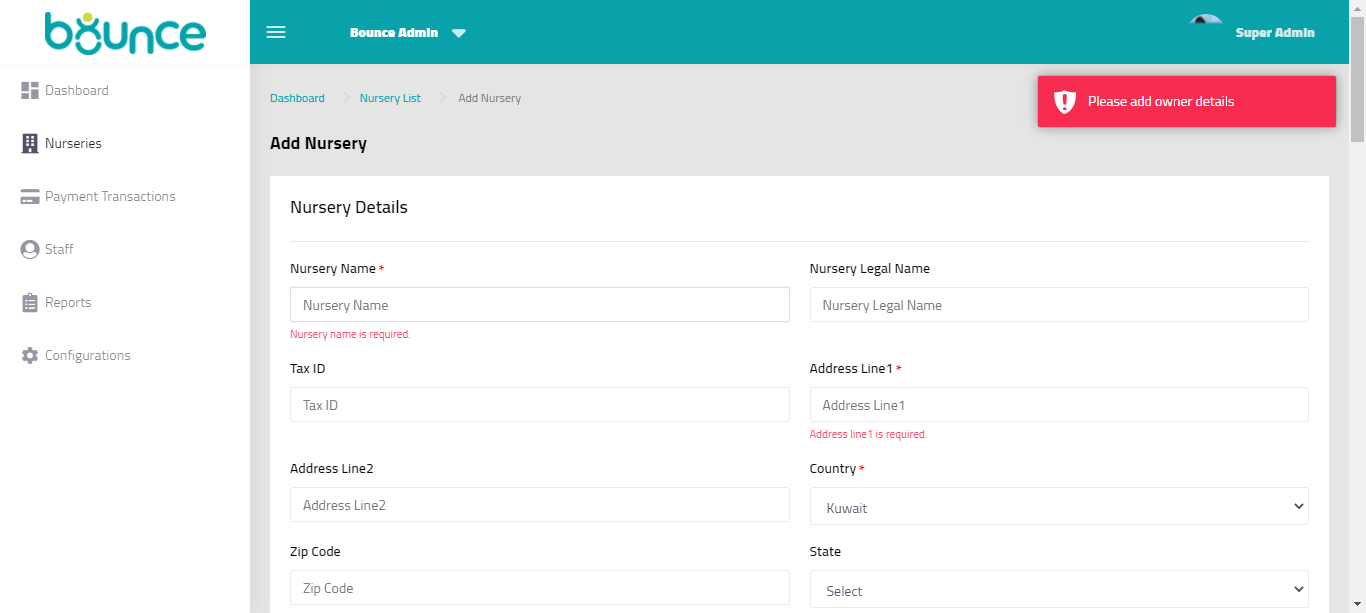 bounce
Bounce Admin
Super Admin
Dashboard
Nurseries
Payment Transactions
Staff
Reports
Configurations
Dashboard
Nursery List
Add Nursery
Please add owner details
Add Nursery
Nursery Details
Nursery Name *
Nursery Legal Name
Nursery Name
Nursery Legal Name
Nursery name is required.
Tax ID
Address Line1 *
Tax ID
Address Line1
Address line1 is required.
Address Line2
Country *
Address Line2
Kuwait
Zip Code
State
Zip Code
Select